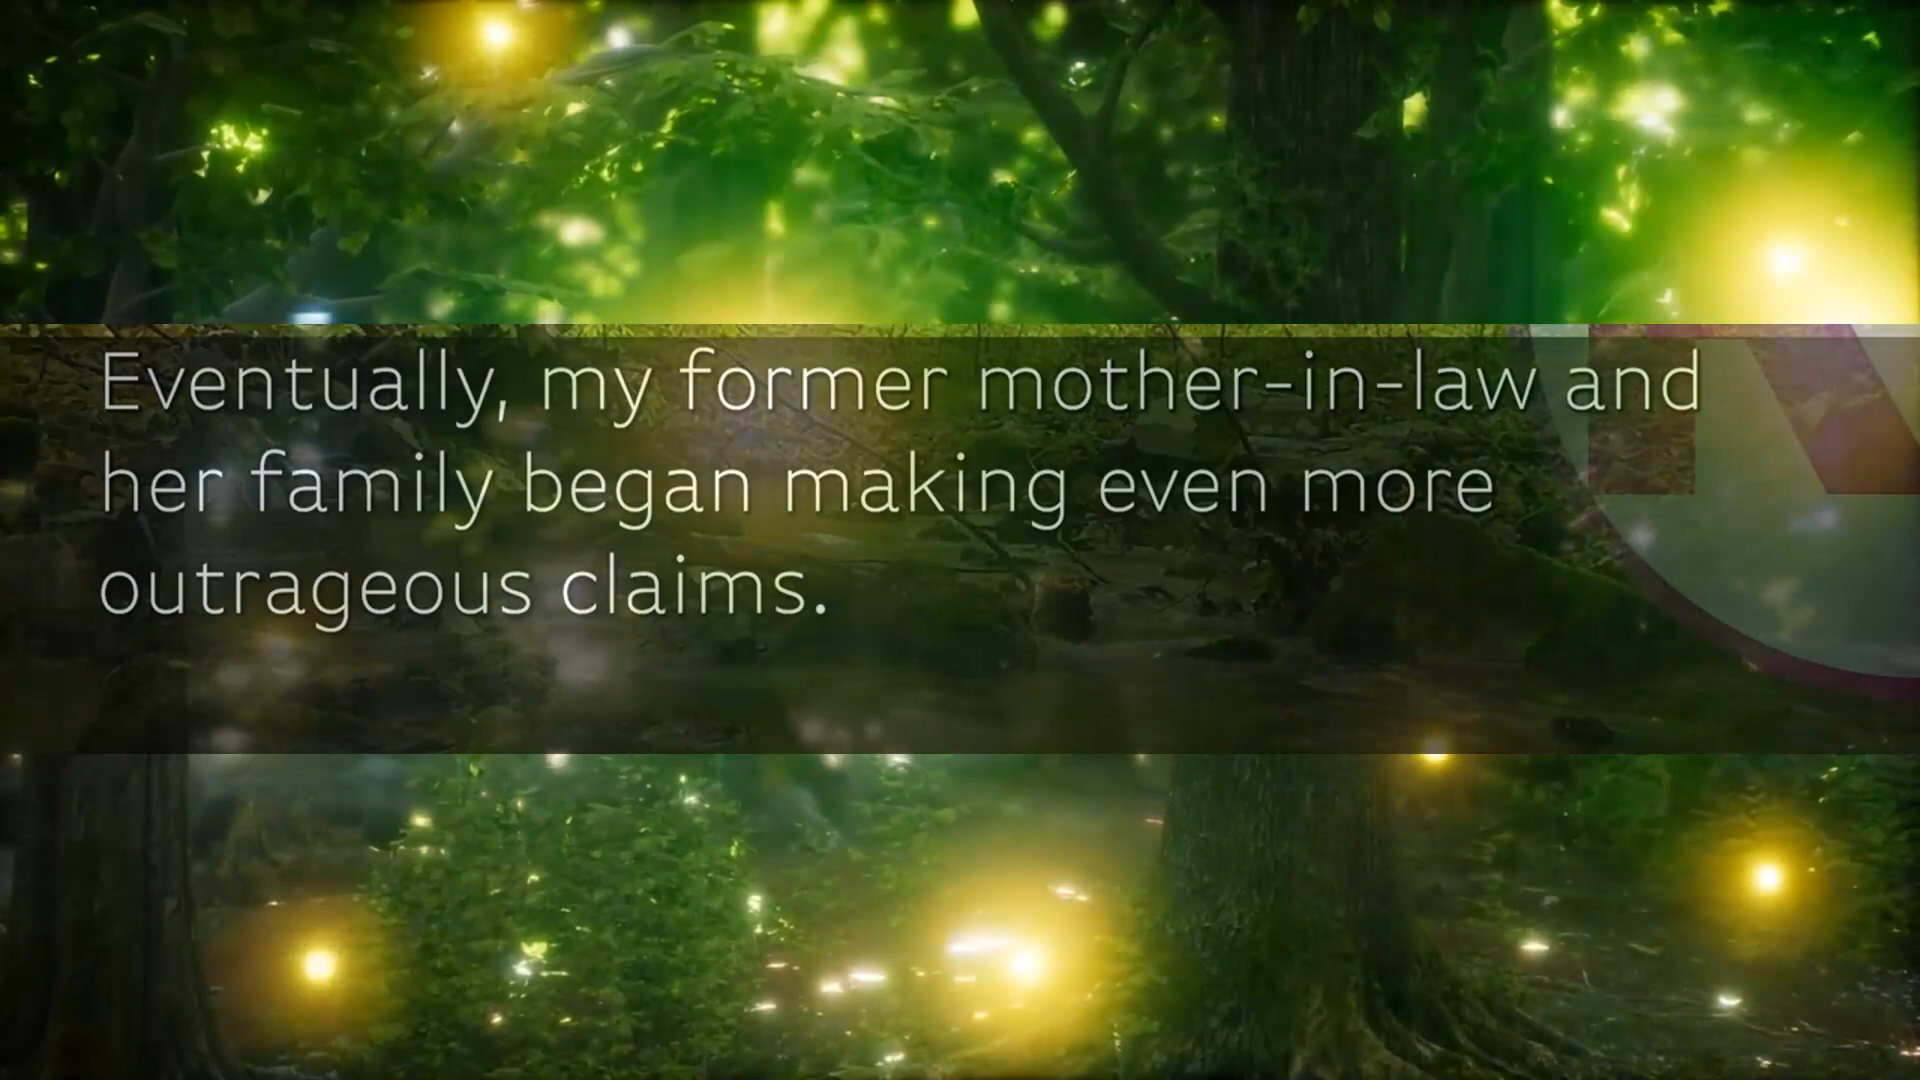 Eventually, my former mother-in-law and
her family began making even more
outrageous claims.